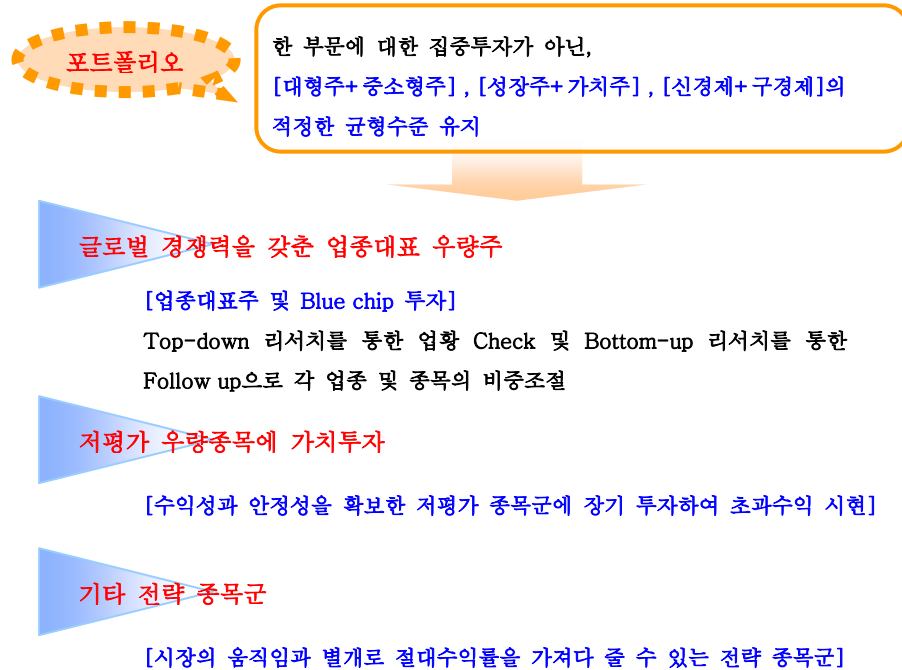 포트폴리오
한 부문에 대한 집중투자가 아닌,
[대형주+중소형주] , [성장주+가치주] , [신경제+구경제]의
적정한 균형수준 유지
글로벌 경쟁력을 갖춘 업종대표 우량주
[업종대표주 및 Blue chip 투자]
Top-down 리서치를 통한 업황 Check 및 Bottom-up 리서치를 통한
Follow up으로 각 업종 및 종목의 비중조절
저평가 우량종목에 가치투자
[수익성과 안정성을 확보한 저평가 종목군에 장기 투자하여 초과수익 시현]
기타 전략 종목군
[시장의 움직임과 별개로 절대수익률을 가져다 줄 수 있는 전략 종목군]